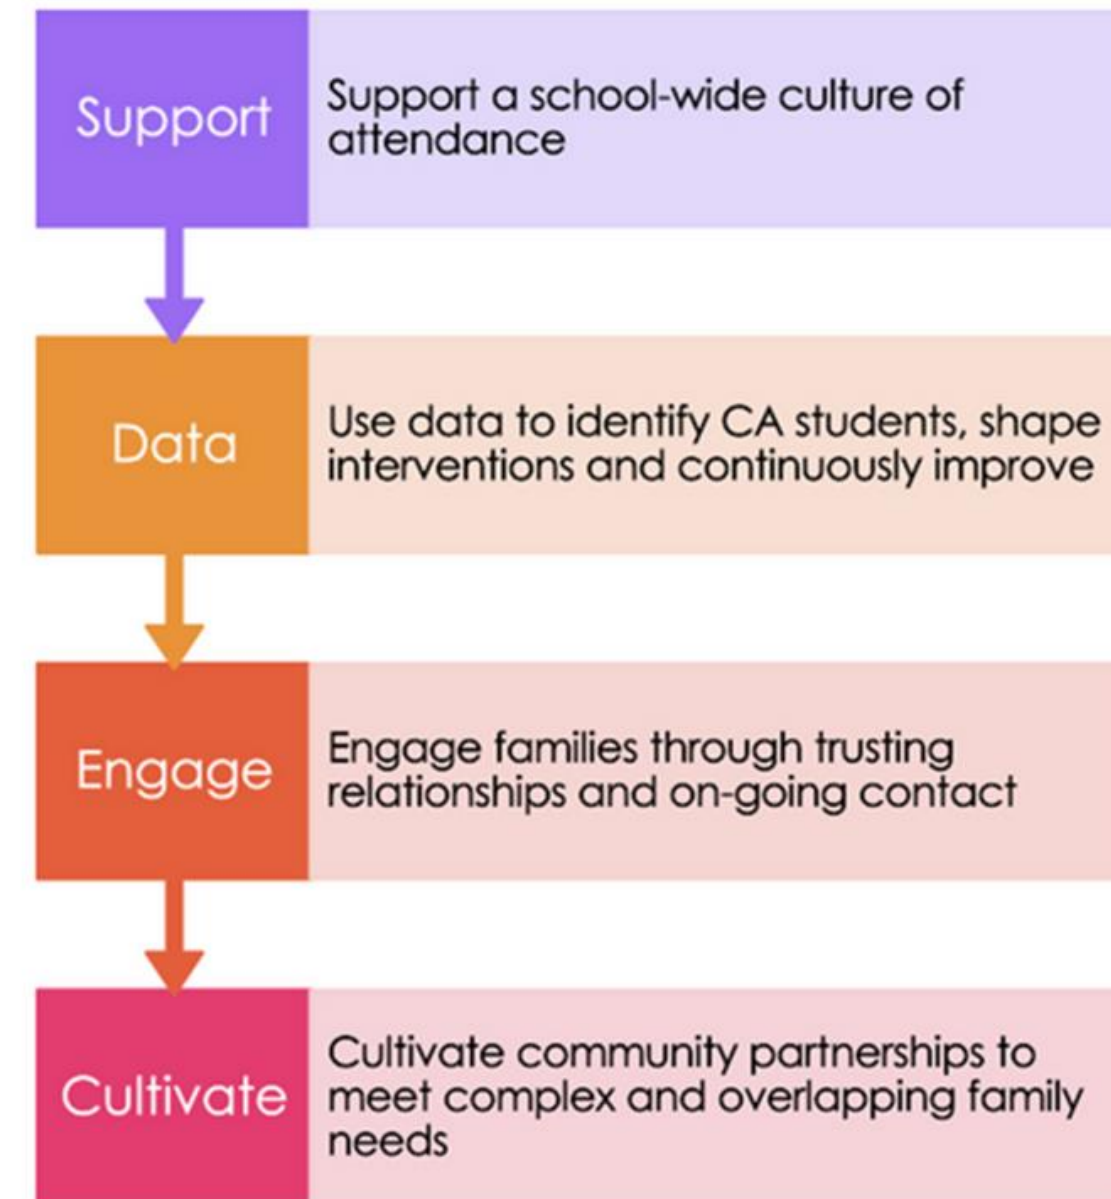 Support
Support a school-wide culture of
attendance
Data
Use data to identify CA students, shape
interventions and continuously improve
Engage
Engage families through trusting
relationships and on-going contact
Cultivate
Cultivate community partnerships to
meet complex and overlapping family
needs